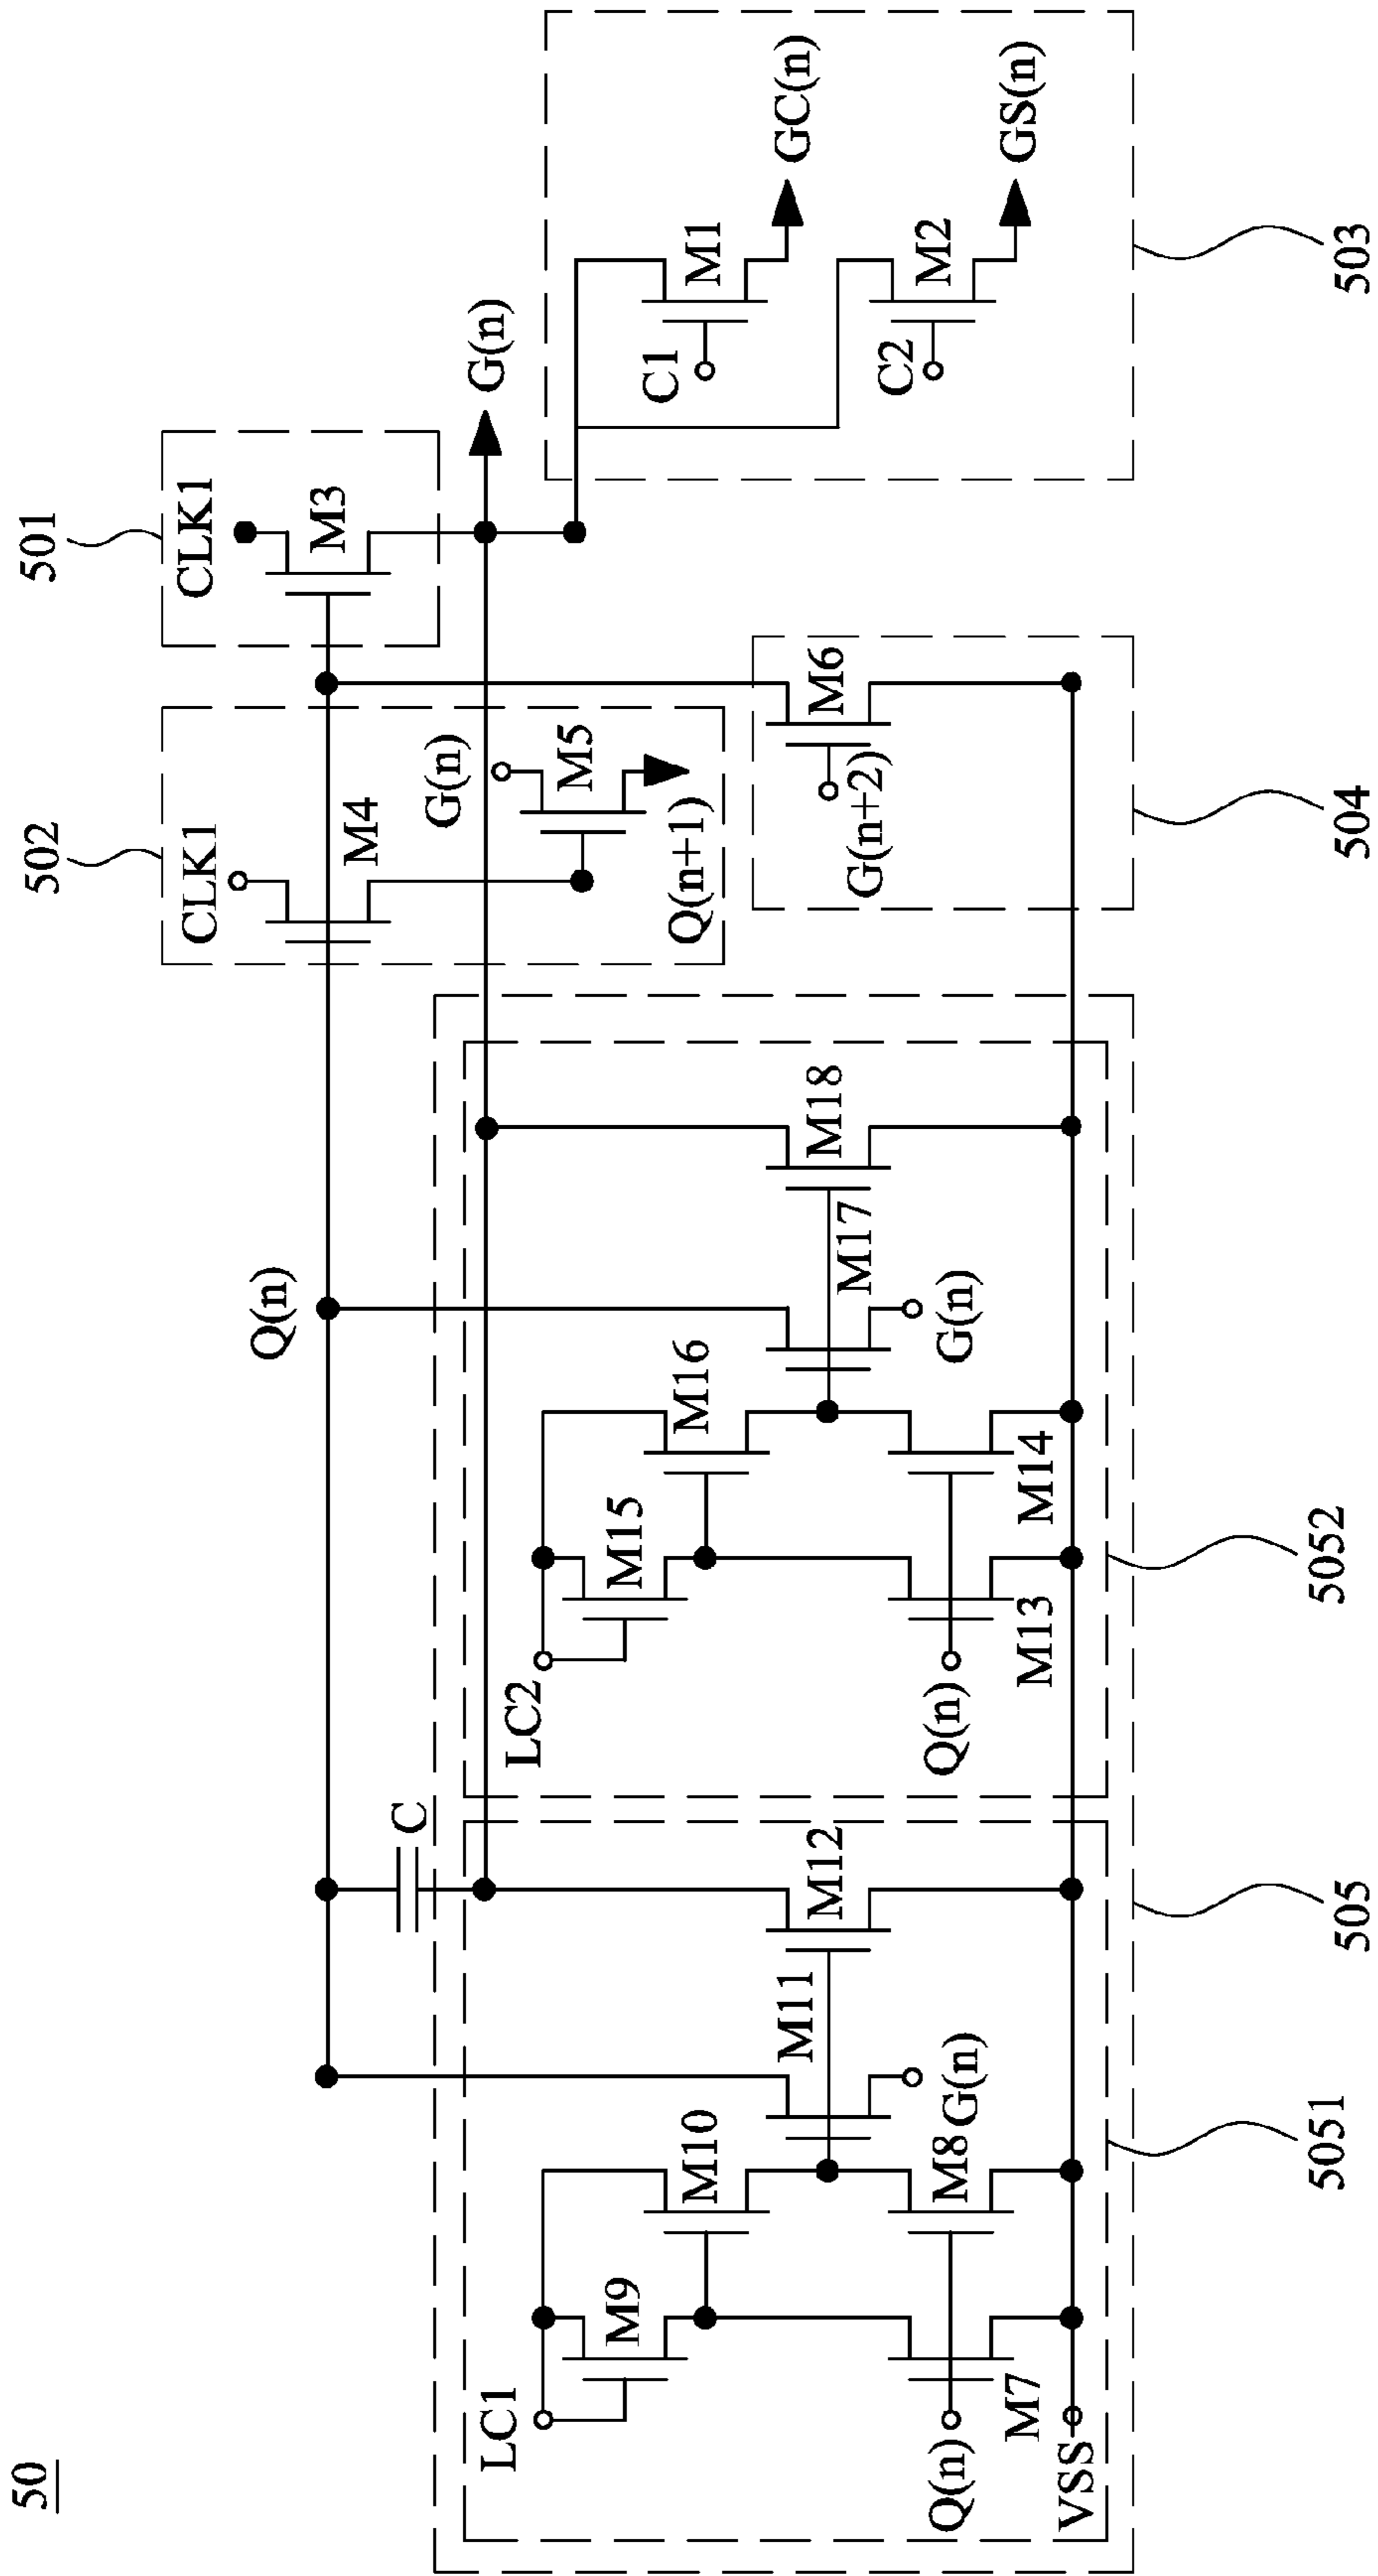 50
501
CLK1
M3
G(n)
502
CLK1
M4
G(n)
M5
Q(n+1)
C1
M1
GC(n)
C2
M2
GS(n)
503
M6
G(n+2)
504
Q(n)
C
LC2
M15
M16
M17
M18
G(n)
Q(n)
M13
M14
5052
LC1
M9
M10
M11
M12
G(n)
Q(n)
M7
M8
VSS
5051
505